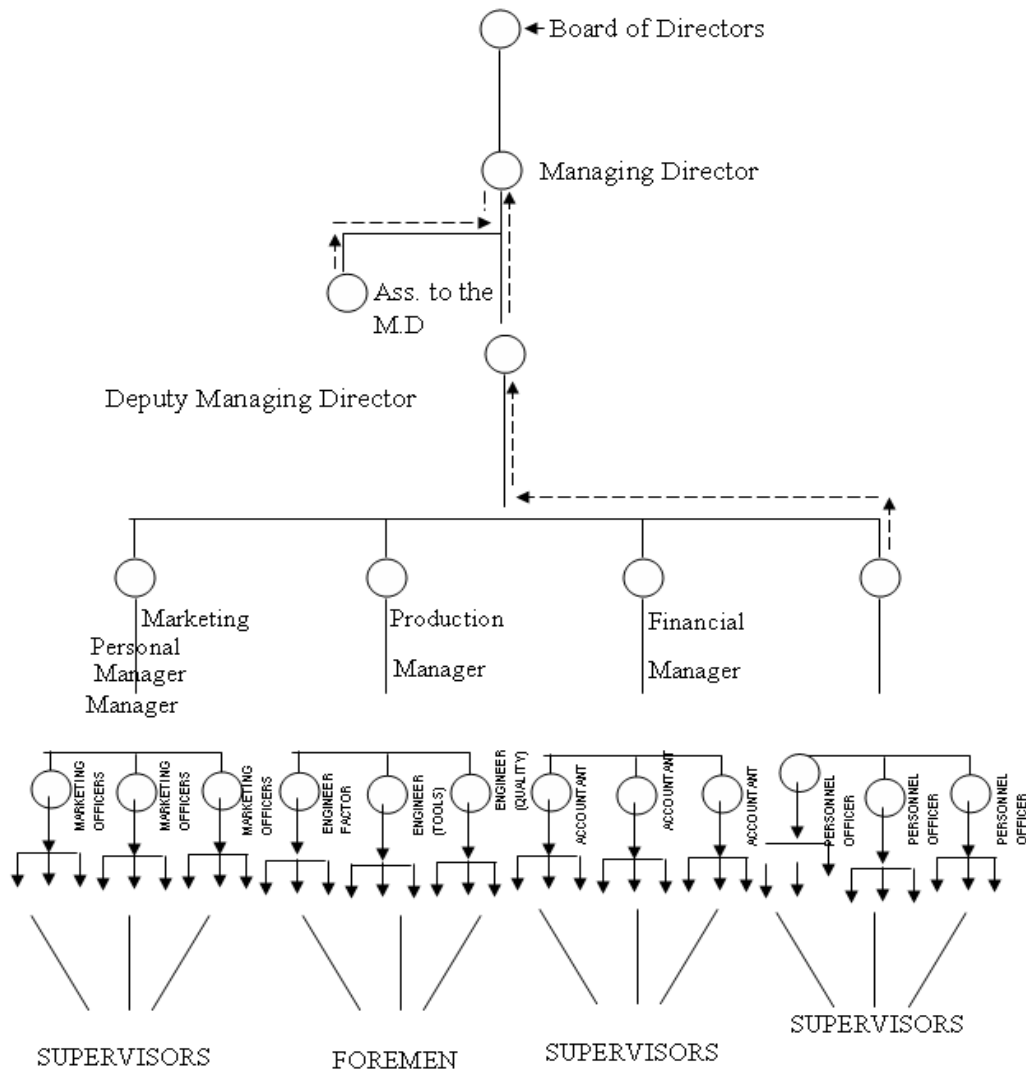 Board of Directors
Managing Director
Ass. to the
M.D
Deputy Managing Director
Marketing
Personal
Manager
Manager
Production
Manager
Financial
Manager
MARKETING
OFFICERS
MARKETING
OFFICERS
MARKETING
OFFICERS
ENGINEER
FACTOR
ENGINEER
(TOOLS)
ENGINEER
(QUALITY)
ACCOUNTANT
ACCOUNTANT
ACCOUNTANT
PERSONNEL
OFFICER
PERSONNEL
OFFICER
PERSONNEL
OFFICER
SUPERVISORS
FOREMEN
SUPERVISORS
SUPERVISORS